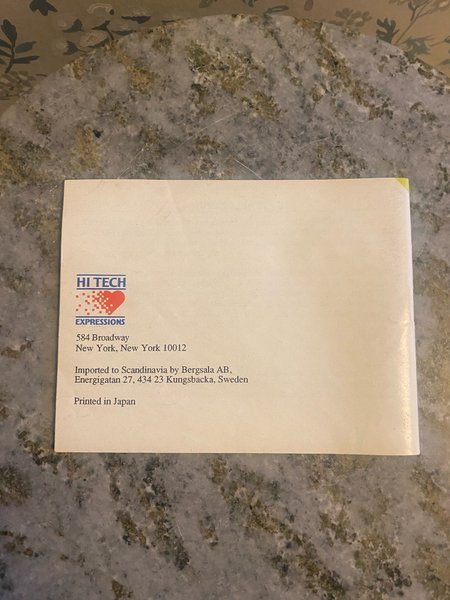 HI TECH
EXPRESSIONS
584 Broadway
New York, New York 10012
Imported to Scandinavia by Bergsala AB,
Energigatan 27, 434 23 Kungsbacka, Sweden
Printed in Japan